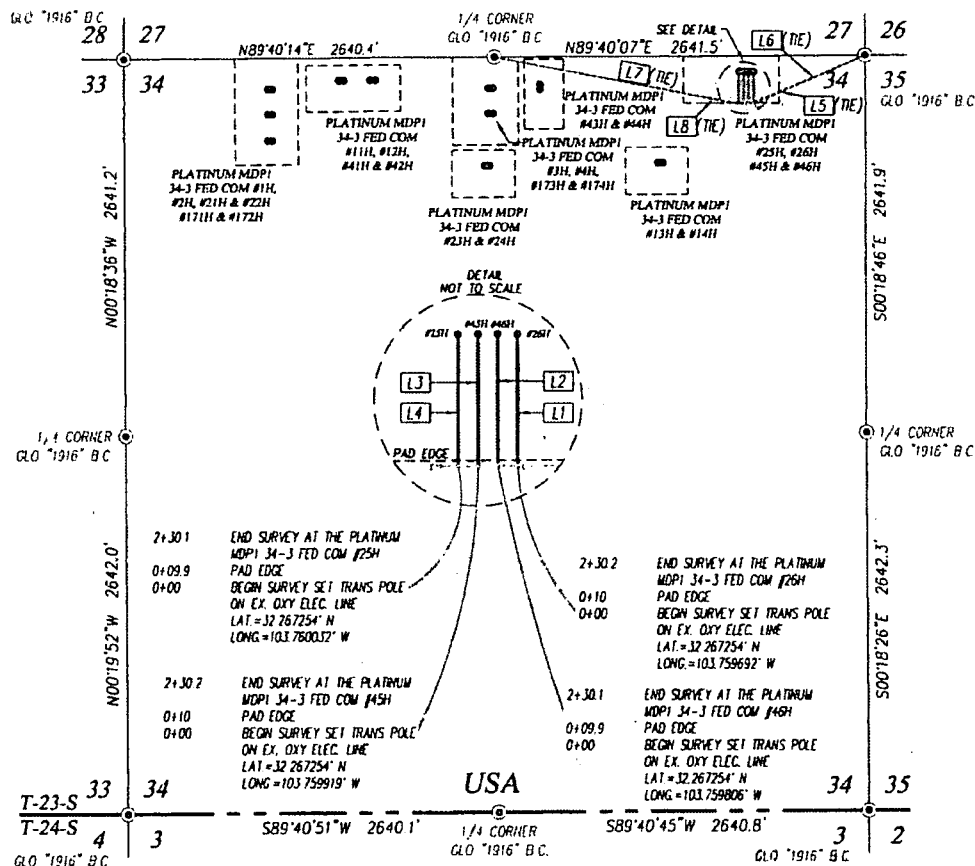 GLO "1916" B C
28 27
1/4 CORNER
GLO "1916" B C
27 26
N89°40'14"E 2640.4'
N89°40'07"E 2641.5'
SEE DETAIL
L6 (TIE)
33 34
34 35
GLO "1916" B C
L7 (TIE)
L8 (TIE)
L5 (TIE)
PLATINUM MDP1
34-3 FED COM #1H,
#2H, #21H & #22H
#171H & #172H
PLATINUM MDP1
34-3 FED COM
#11H, #12H,
#41H & #42H
PLATINUM MDP1
34-3 FED COM
#43H & #44H
PLATINUM MDP1
34-3 FED COM
#3H, #4H,
#173H & #174H
PLATINUM MDP1
34-3 FED COM
#25H, #26H
#45H & #46H
PLATINUM MDP1
34-3 FED COM
#23H & #24H
PLATINUM MDP1
34-3 FED COM
#13H & #14H
N00°18'36"W 2641.2'
S00°18'46"E 2641.9'
DETAIL
NOT TO SCALE
#25H #45H #46H #26H
L3
L2
L4
L1
PAD EDGE
1/4 CORNER
GLO "1916" B C
1/4 CORNER
GLO "1916" B C
N00°19'52"W 2642.0'
S00°18'26"E 2642.3'
2+30.1 END SURVEY AT THE PLATINUM
MDP1 34-3 FED COM #25H
0+09.9 PAD EDGE
0+00 BEGIN SURVEY SET TRANS POLE
ON EX. OXY ELEC. LINE
LAT.=32.267254° N
LONG.=103.760032° W
2+30.2 END SURVEY AT THE PLATINUM
MDP1 34-3 FED COM #26H
0+10 PAD EDGE
0+00 BEGIN SURVEY SET TRANS POLE
ON EX. OXY ELEC. LINE
LAT.=32.267254° N
LONG.=103.759692° W
2+30.2 END SURVEY AT THE PLATINUM
MDP1 34-3 FED COM #45H
0+10 PAD EDGE
0+00 BEGIN SURVEY SET TRANS POLE
ON EX. OXY ELEC. LINE
LAT.=32.267254° N
LONG.=103.759919° W
2+30.1 END SURVEY AT THE PLATINUM
MDP1 34-3 FED COM #46H
0+09.9 PAD EDGE
0+00 BEGIN SURVEY SET TRANS POLE
ON EX. OXY ELEC. LINE
LAT.=32.267254° N
LONG.=103.759806° W
USA
33 34
34 35
T-23-S
T-24-S
S89°40'51"W 2640.1'
1/4 CORNER
GLO "1916" B C.
S89°40'45"W 2640.8'
4 3
GLO "1916" B C
3 2
GLO "1916" B C